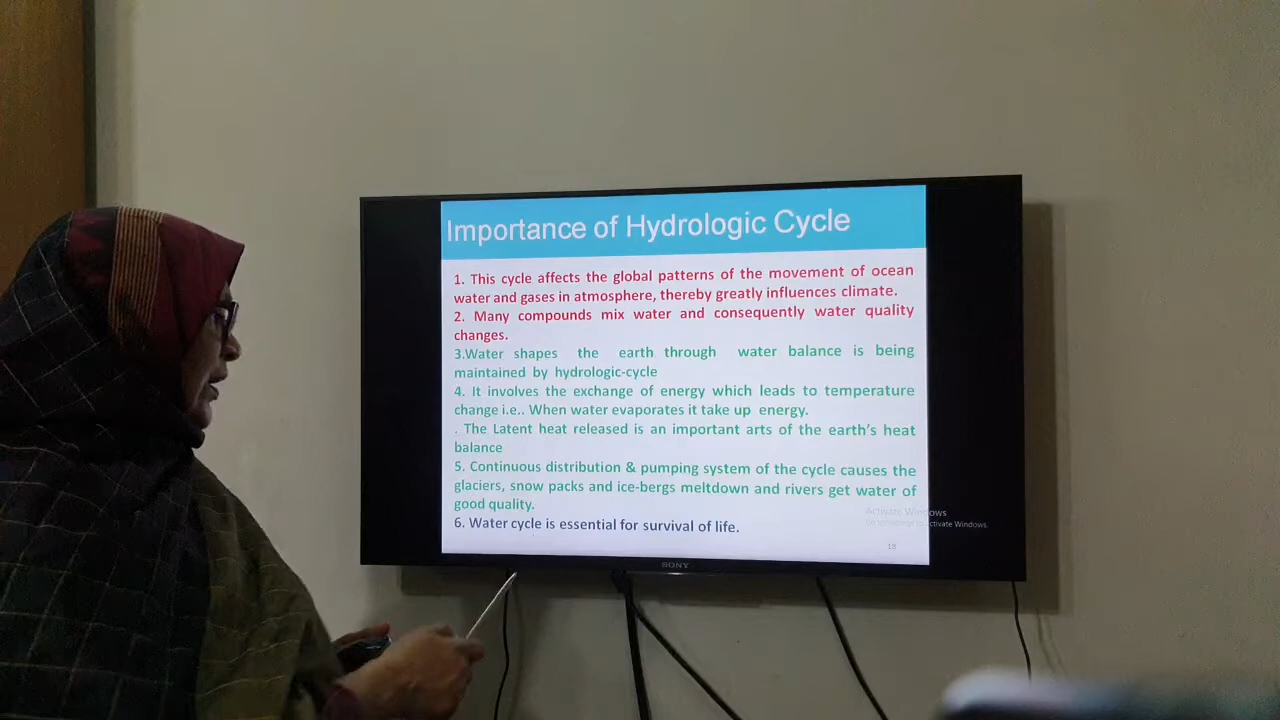 Importance of Hydrologic Cycle
1. This cycle affects the global patterns of the movement of ocean
water and gases in atmosphere, thereby greatly influences climate.
2. Many compounds mix water and consequently water quality
changes.
3.Water shapes the earth through water balance is being
maintained by hydrologic-cycle
4. It involves the exchange of energy which leads to temperature
change i.e.. When water evaporates it take up energy.
. The Latent heat released is an important arts of the earth's heat
balance
5. Continuous distribution & pumping system of the cycle causes the
glaciers, snow packs and ice-bergs meltdown and rivers get water of
good quality.
Activate Windows
Activate Windows.
6. Water cycle is essential for survival of life.
19
SONY